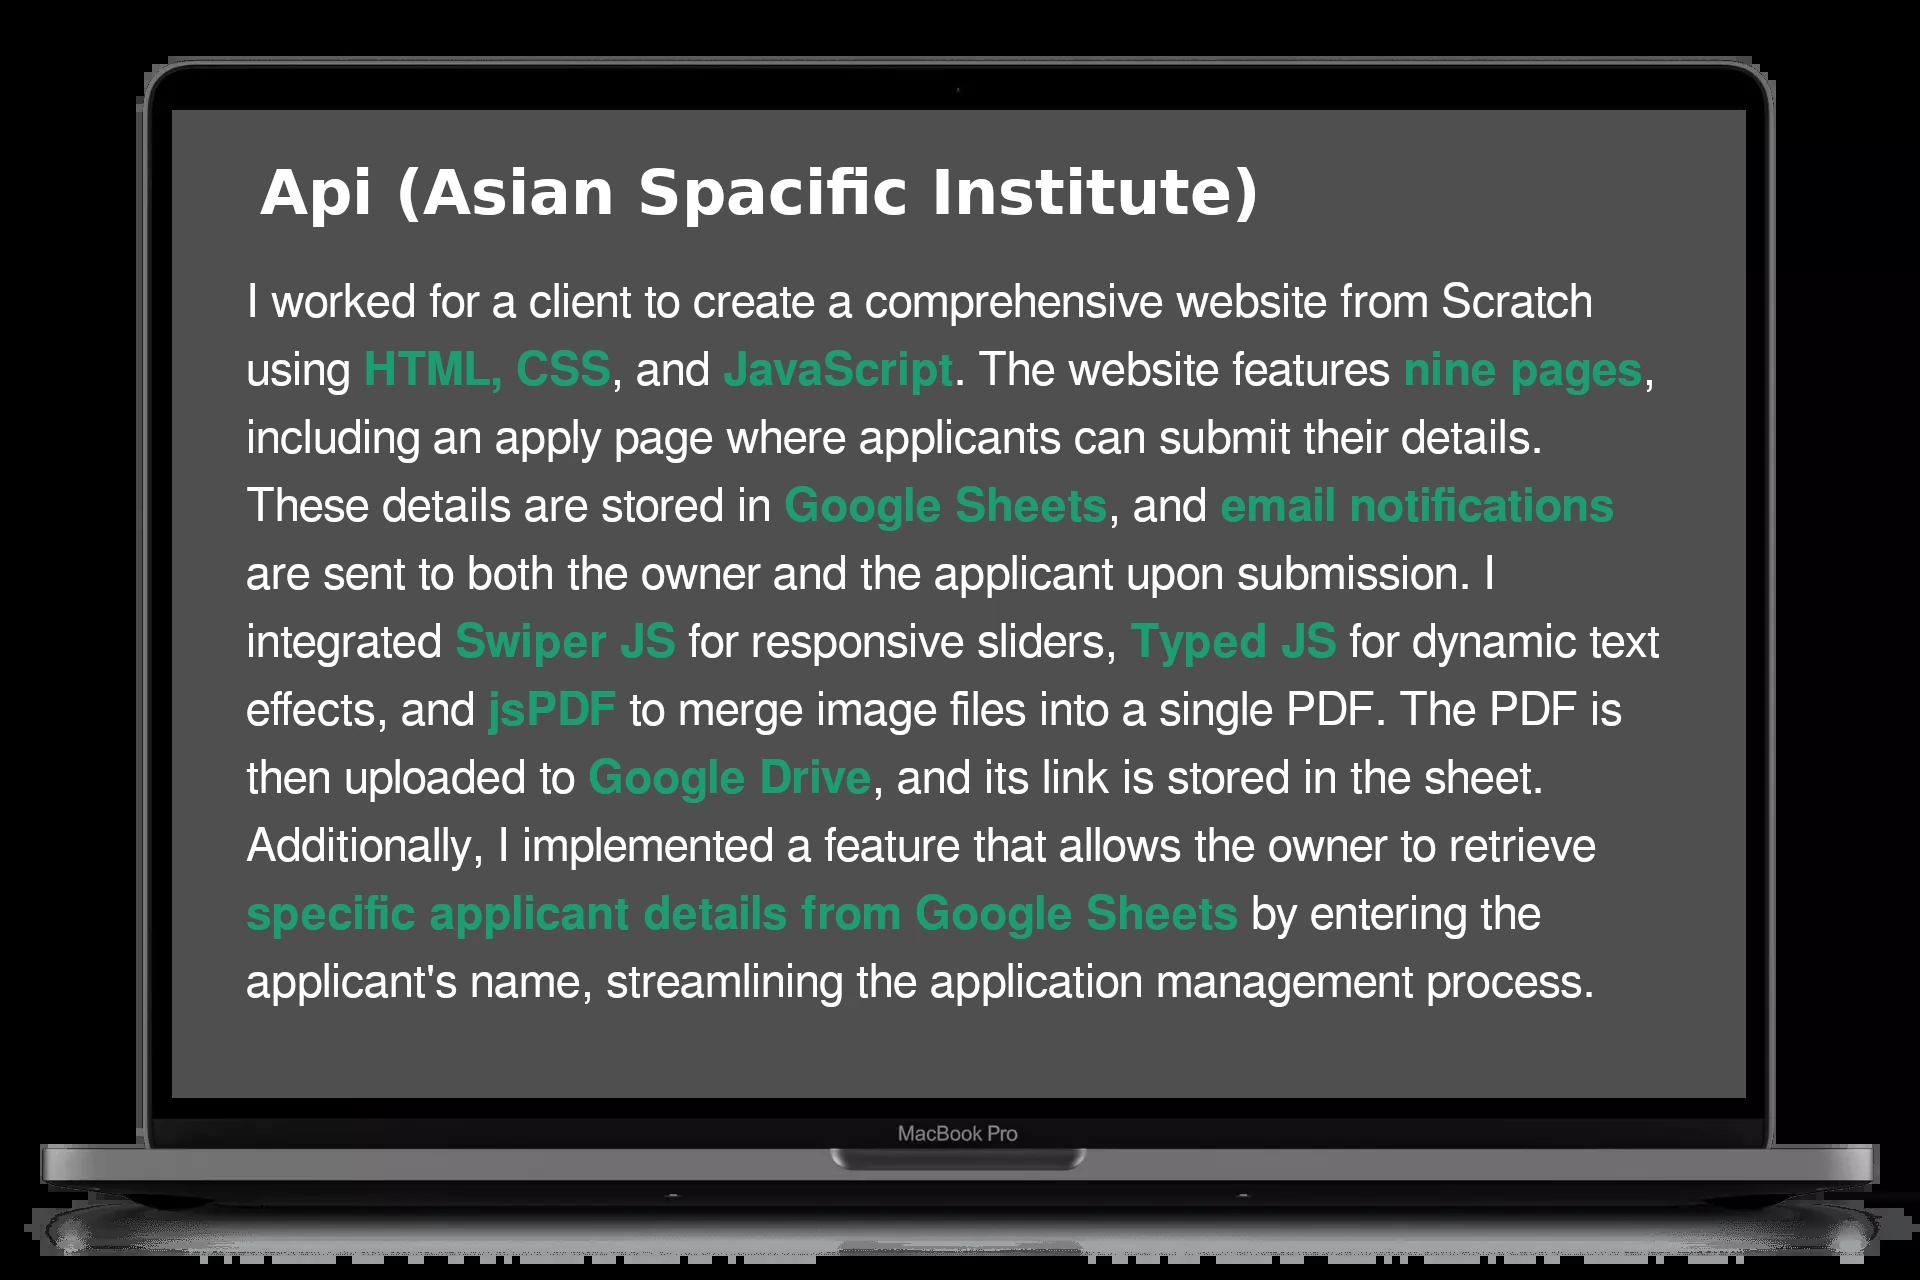 Api (Asian Spacific Institute)
I worked for a client to create a comprehensive website from Scratch
using HTML, CSS, and JavaScript. The website features nine pages,
including an apply page where applicants can submit their details.
These details are stored in Google Sheets, and email notifications
are sent to both the owner and the applicant upon submission. I
integrated Swiper JS for responsive sliders, Typed JS for dynamic text
effects, and jsPDF to merge image files into a single PDF. The PDF is
then uploaded to Google Drive, and its link is stored in the sheet.
Additionally, I implemented a feature that allows the owner to retrieve
specific applicant details from Google Sheets by entering the
applicant's name, streamlining the application management process.
MacBook Pro